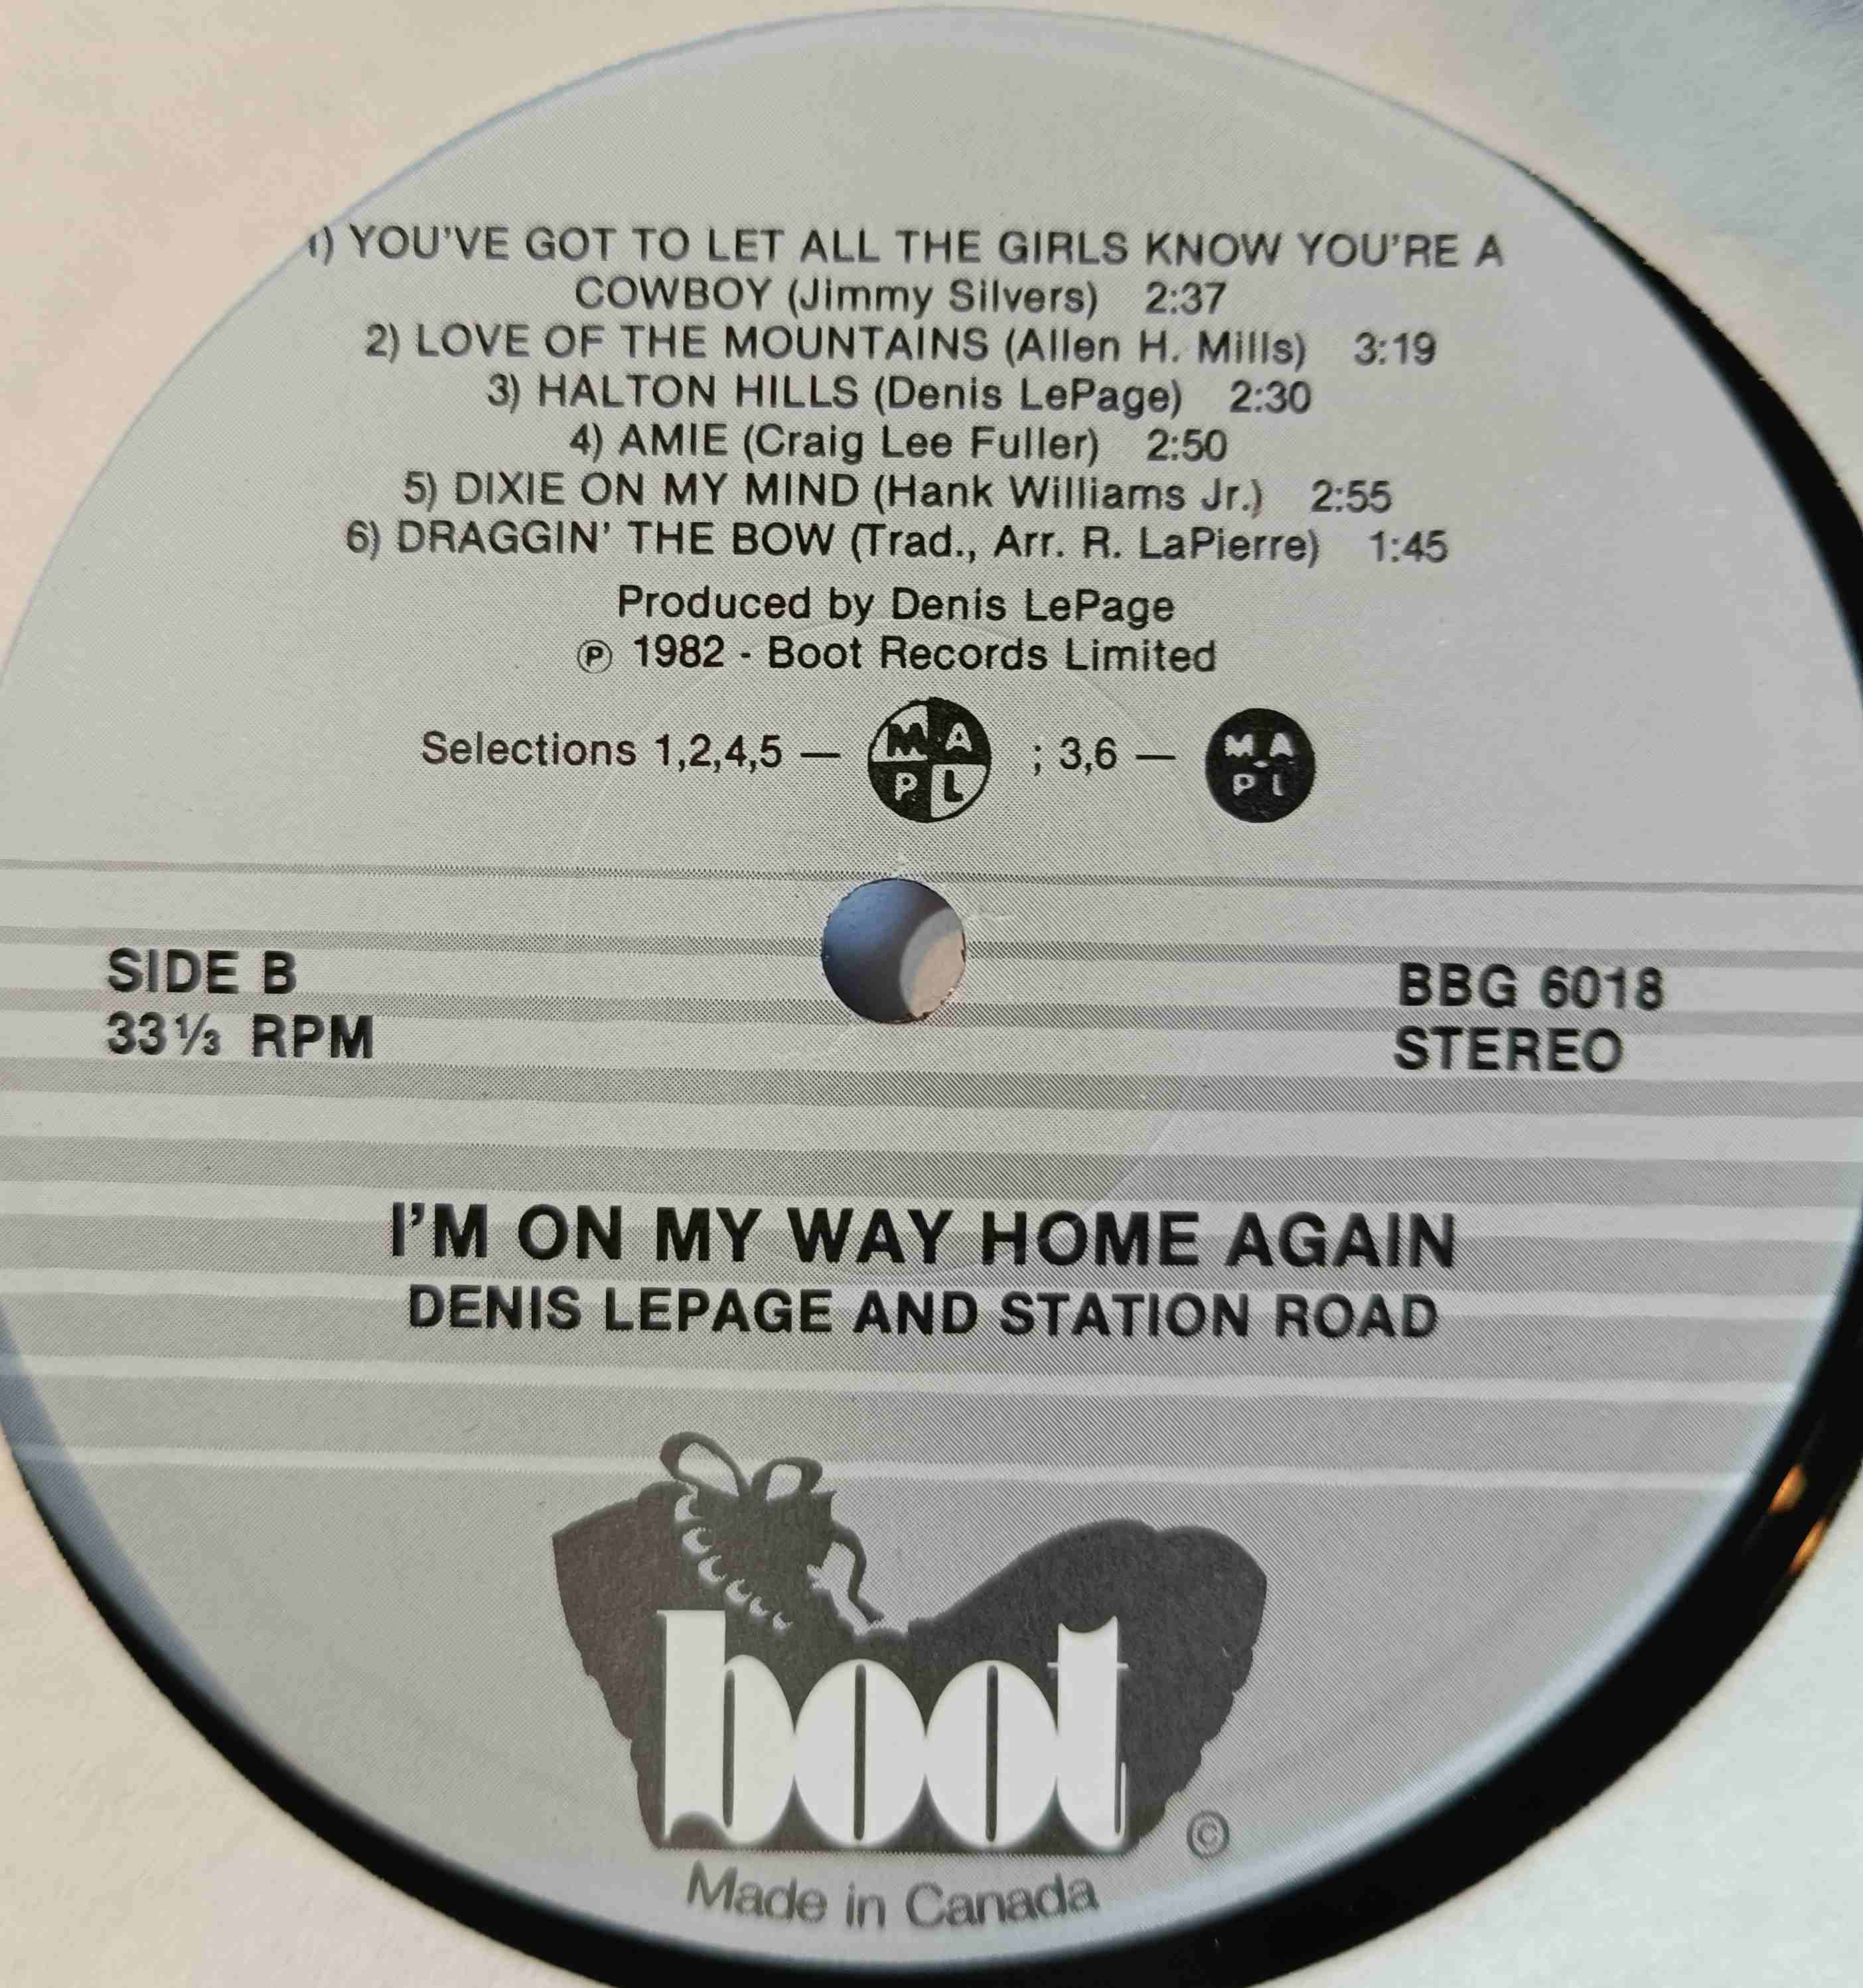 1) YOU'VE GOT TO LET ALL THE GIRLS KNOW YOU'RE A
COWBOY (Jimmy Silvers) 2:37
2) LOVE OF THE MOUNTAINS (Allen H. Mills) 3:19
3) HALTON HILLS (Denis LePage) 2:30
4) AMIE (Craig Lee Fuller) 2:50
5) DIXIE ON MY MIND (Hank Williams Jr.) 2:55
6) DRAGGIN' THE BOW (Trad., Arr. R. LaPierre) 1:45
Produced by Denis LePage
℗ 1982 - Boot Records Limited
Selections 1,2,4,5 — M A P L ; 3,6 — M A P L
SIDE B
33⅓ RPM
BBG 6018
STEREO
I'M ON MY WAY HOME AGAIN
DENIS LEPAGE AND STATION ROAD
boot ©
Made in Canada